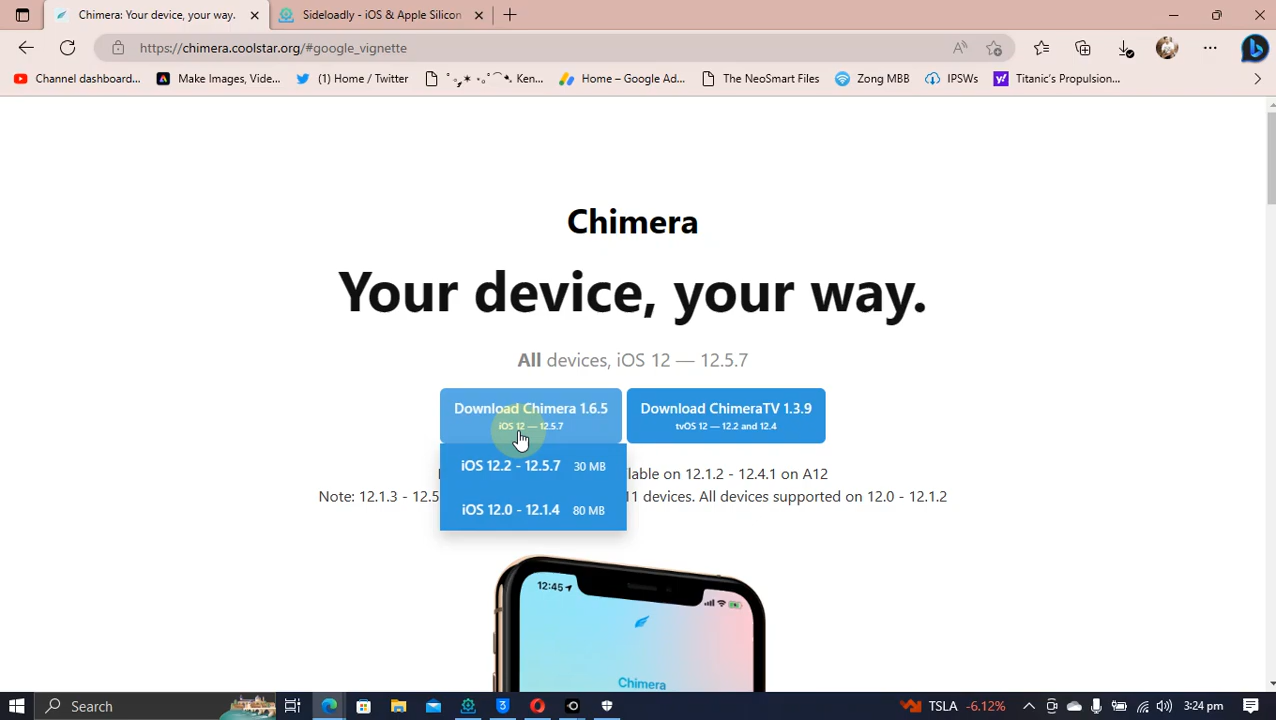 Chimera: Your device, your way.
Sideloadly - iOS & Apple Silicon
https://chimera.coolstar.org/#google_vignette
Channel dashboard...
Make Images, Vide...
(1) Home / Twitter
Home – Google Ad...
The NeoSmart Files
Zong MBB
IPSWs
Titanic's Propulsion...
Chimera
Your device, your way.
All devices, iOS 12 — 12.5.7
Download Chimera 1.6.5
iOS 12 — 12.5.7
Download ChimeraTV 1.3.9
tvOS 12 — 12.2 and 12.4
iOS 12.2 - 12.5.7 30 MB
lable on 12.1.2 - 12.4.1 on A12
Note: 12.1.3 - 12.5 11 devices. All devices supported on 12.0 - 12.1.2
iOS 12.0 - 12.1.4 80 MB
12:45
Chimera
Search
TSLA -6.12%
3:24 pm